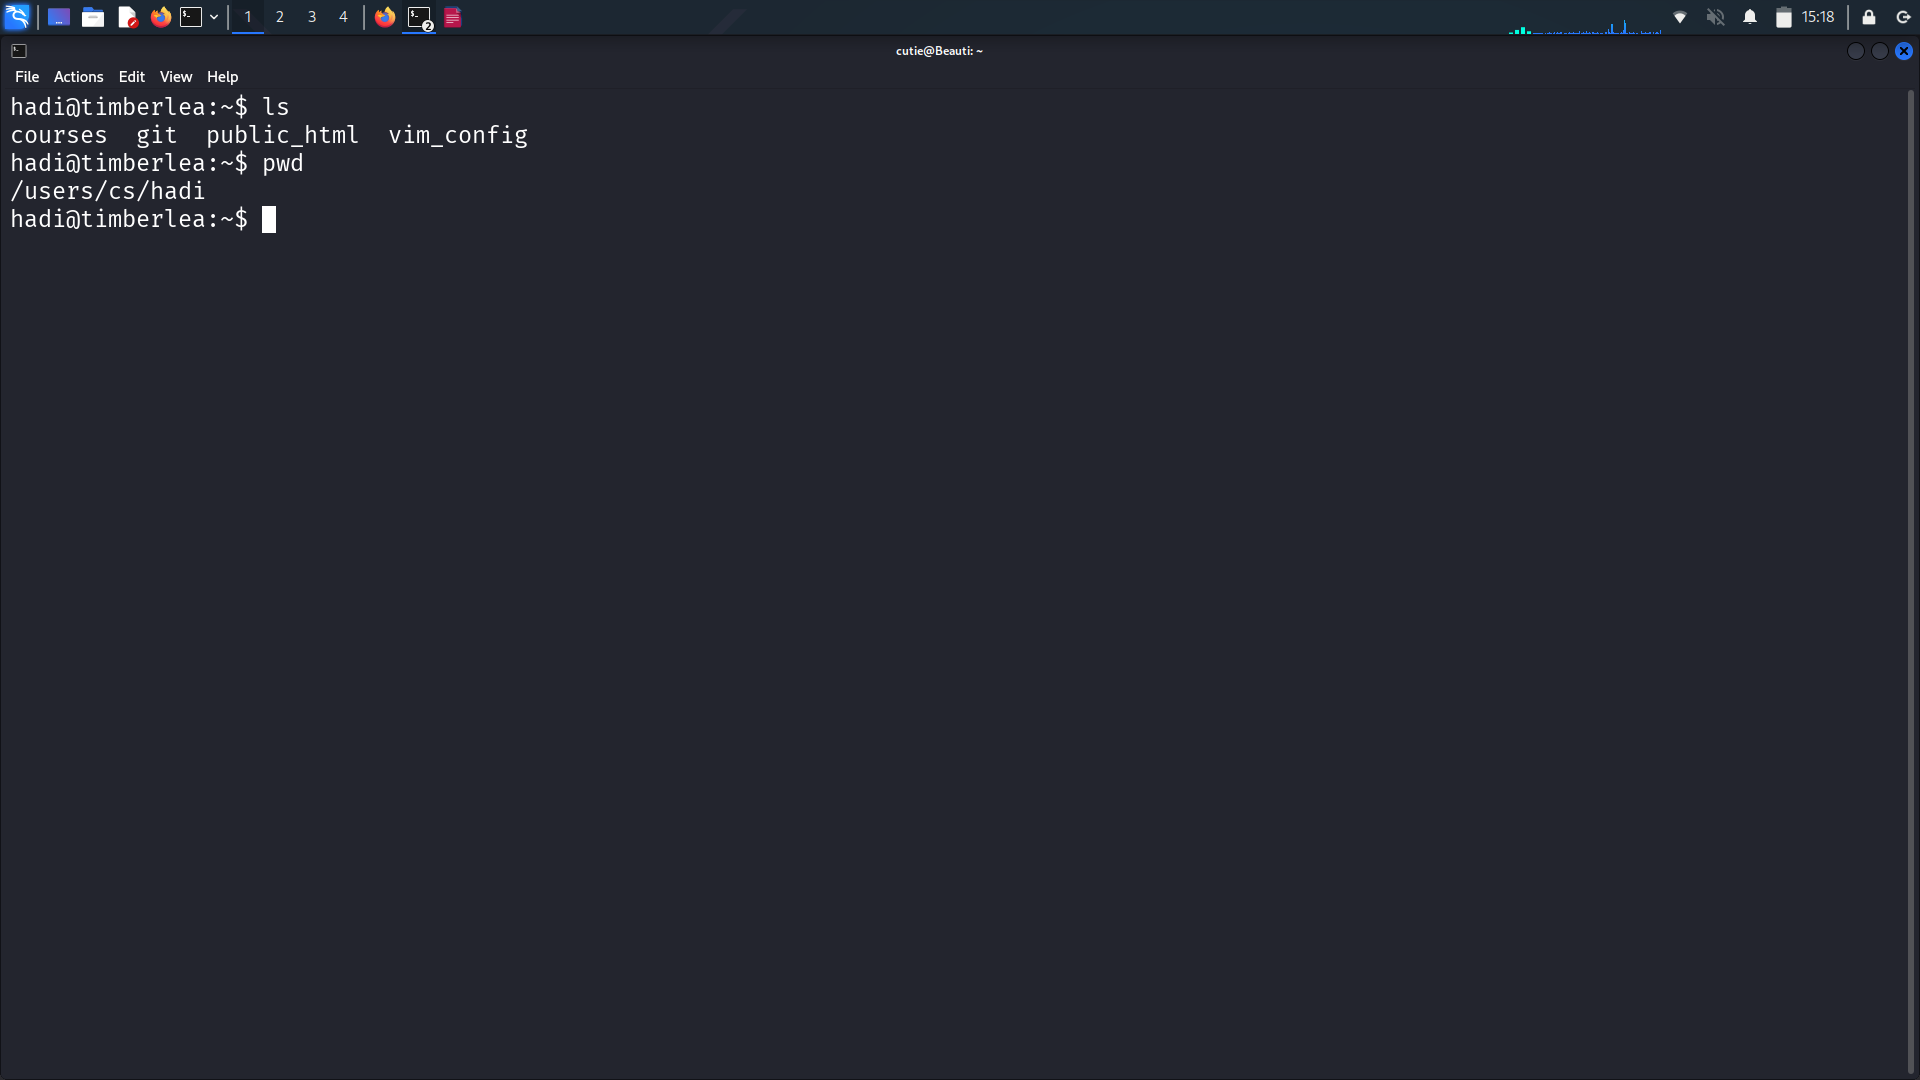 1 2 3 4 2 15:18
cutie@Beauti: ~
File Actions Edit View Help
hadi@timberlea:~$ ls
courses git public_html vim_config
hadi@timberlea:~$ pwd
/users/cs/hadi
hadi@timberlea:~$